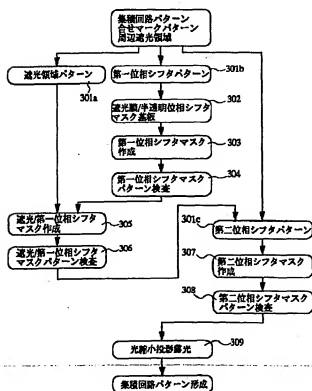 集積回路パターン
合せマークパターン
周辺遮光領域
遮光領域パターン
301a
第一位相シフタパターン
301b
302
遮光膜/半透明位相シフタ
マスク基板
303
第一位相シフタマスク
作成
304
第一位相シフタマスク
パターン検査
遮光/第一位相シフタ
マスク作成
305
遮光/第一位相シフタ
マスクパターン検査
306
301c
第二位相シフタパターン
307
第二位相シフタマスク
作成
308
第二位相シフタマスク
パターン検査
光縮小投影露光
309
集積回路パターン形成